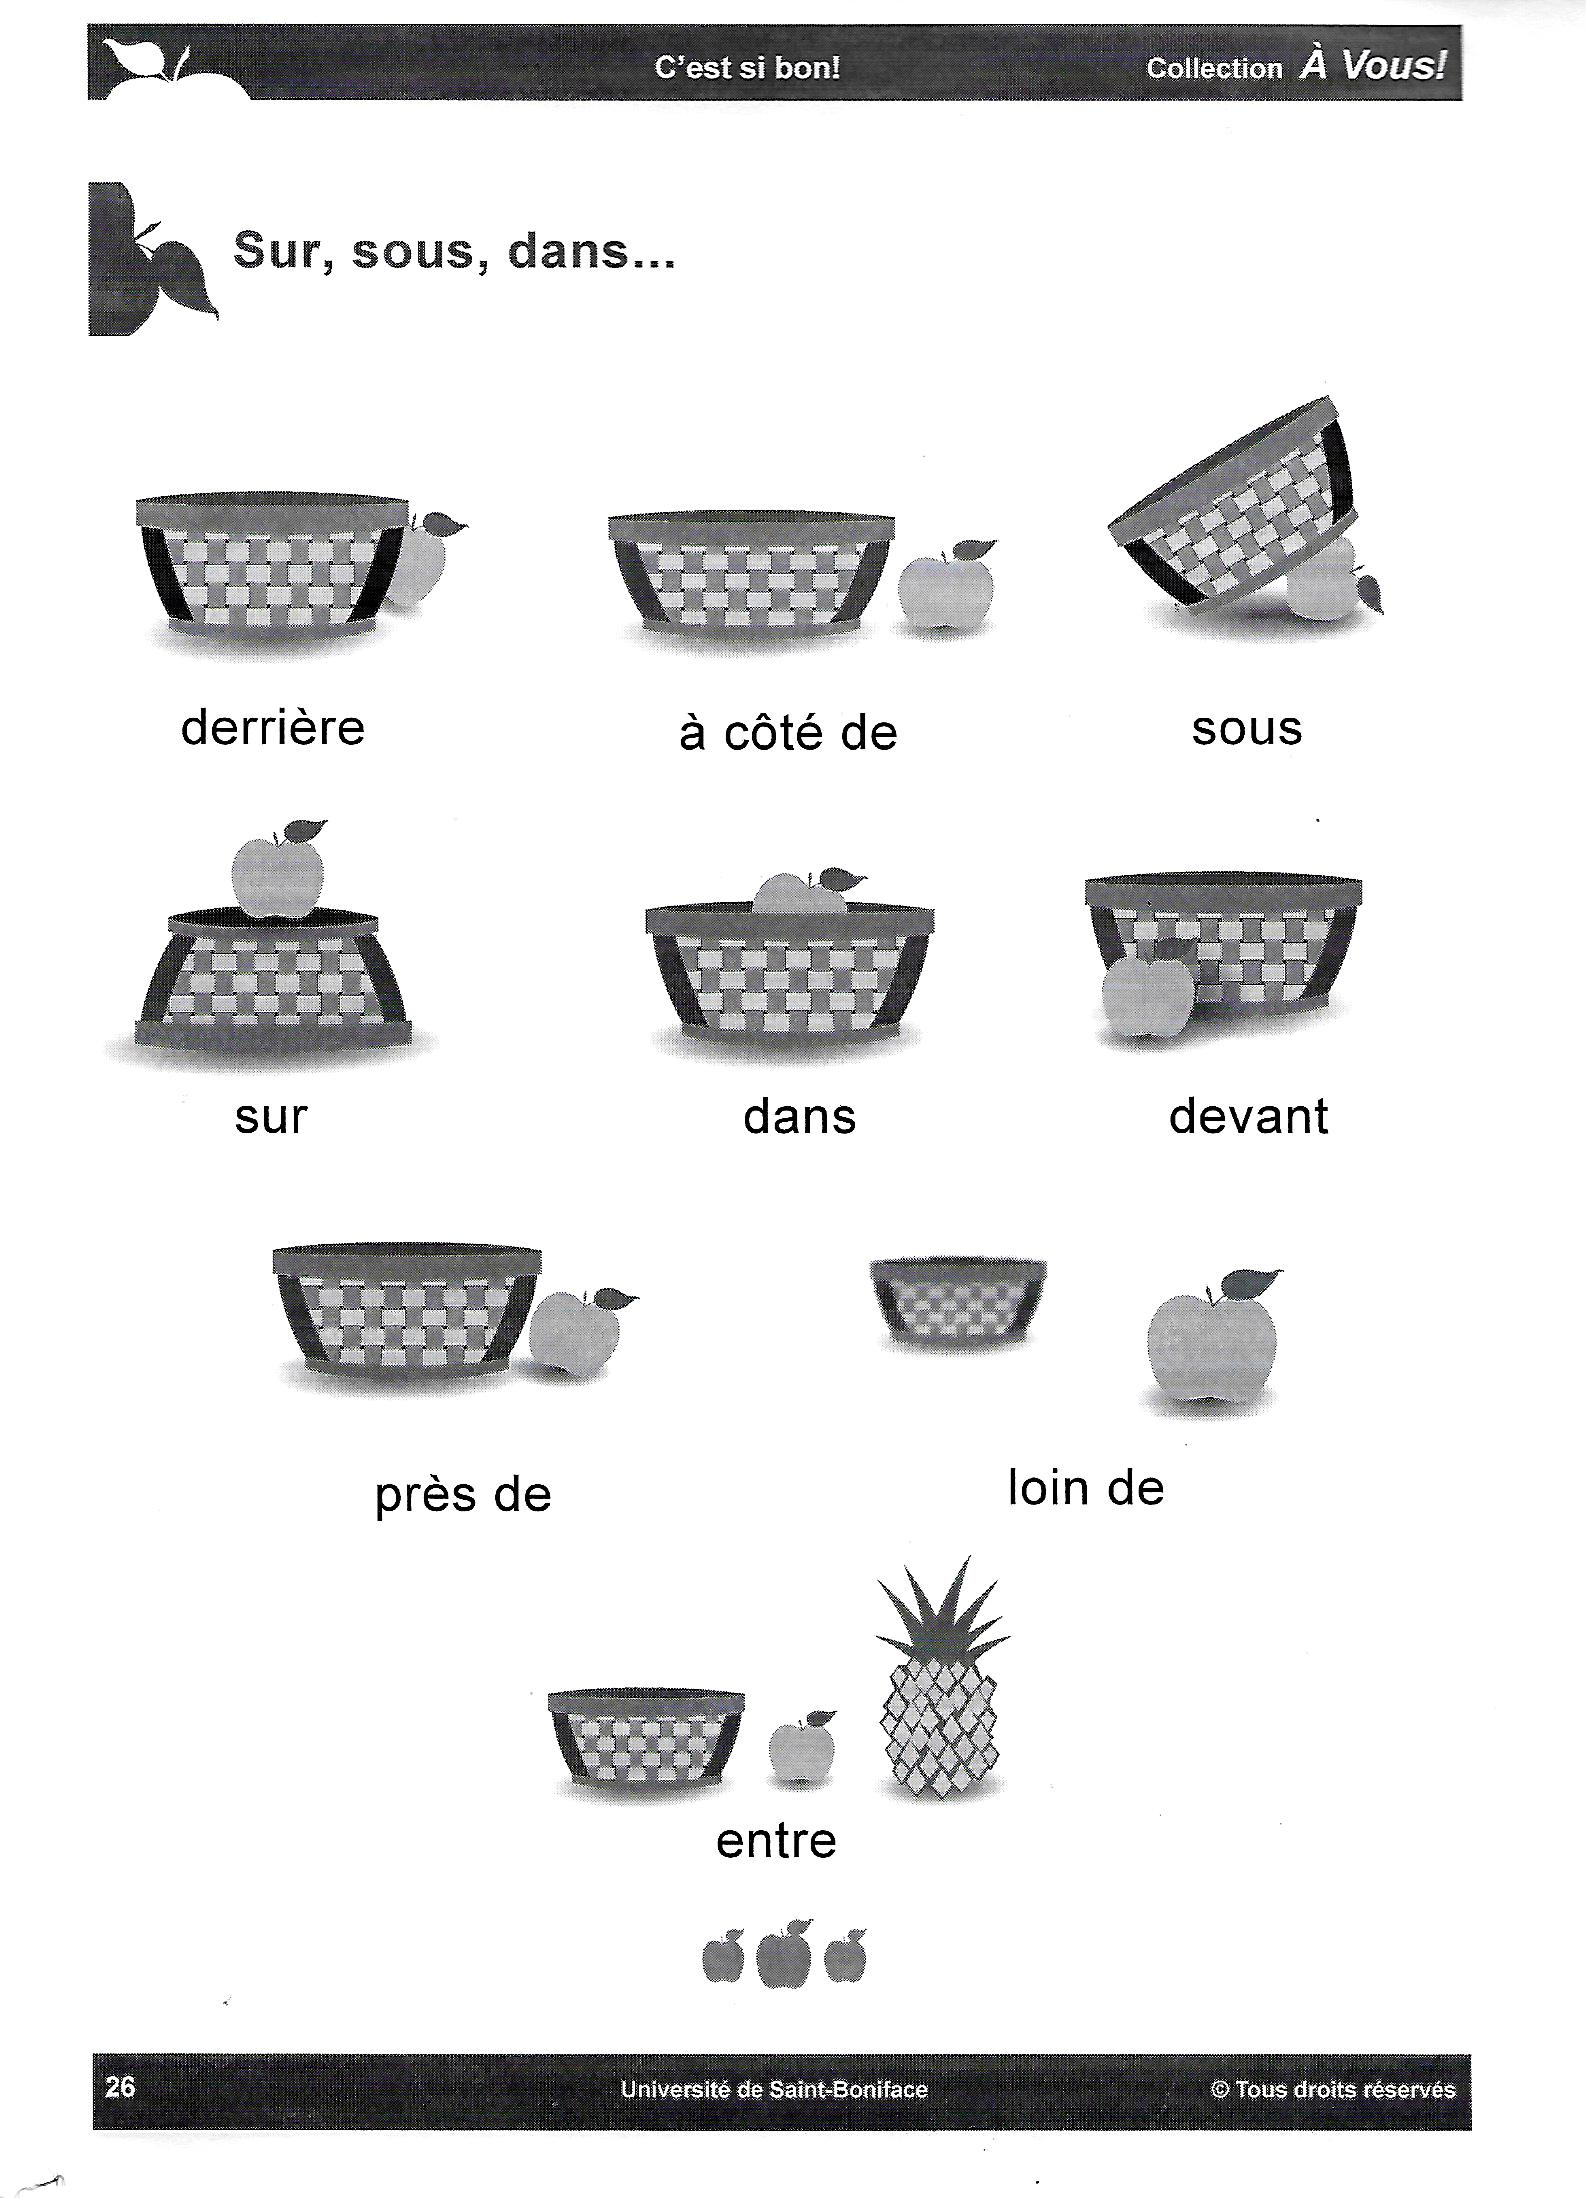 C'est si bon!
Collection À Vous!
Sur, sous, dans...
derrière
à côté de
sous
sur
dans
devant
près de
loin de
entre
26
Université de Saint-Boniface
© Tous droits réservés